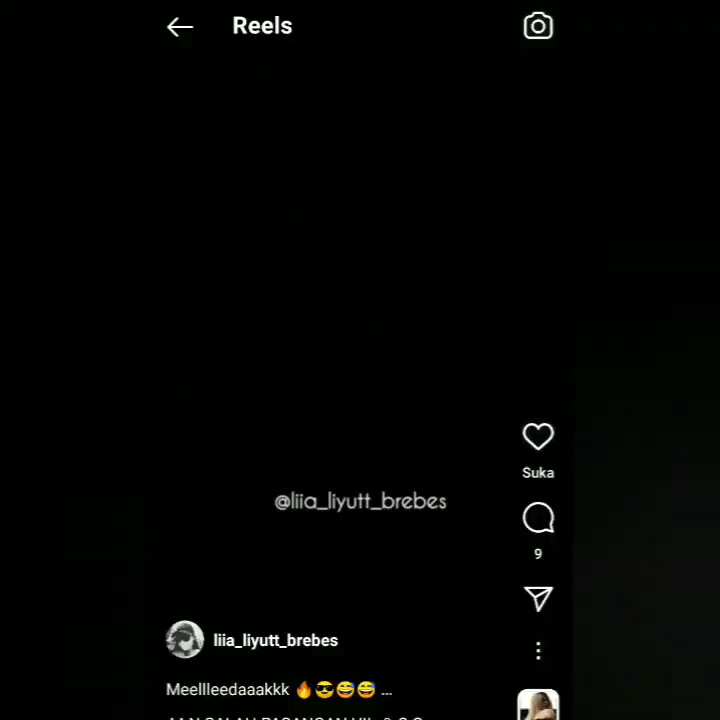 Reels
Suka
@liia_liyutt_brebes
9
liia_liyutt_brebes
Meellleedaaakkk 🔥😎😅😅 ...